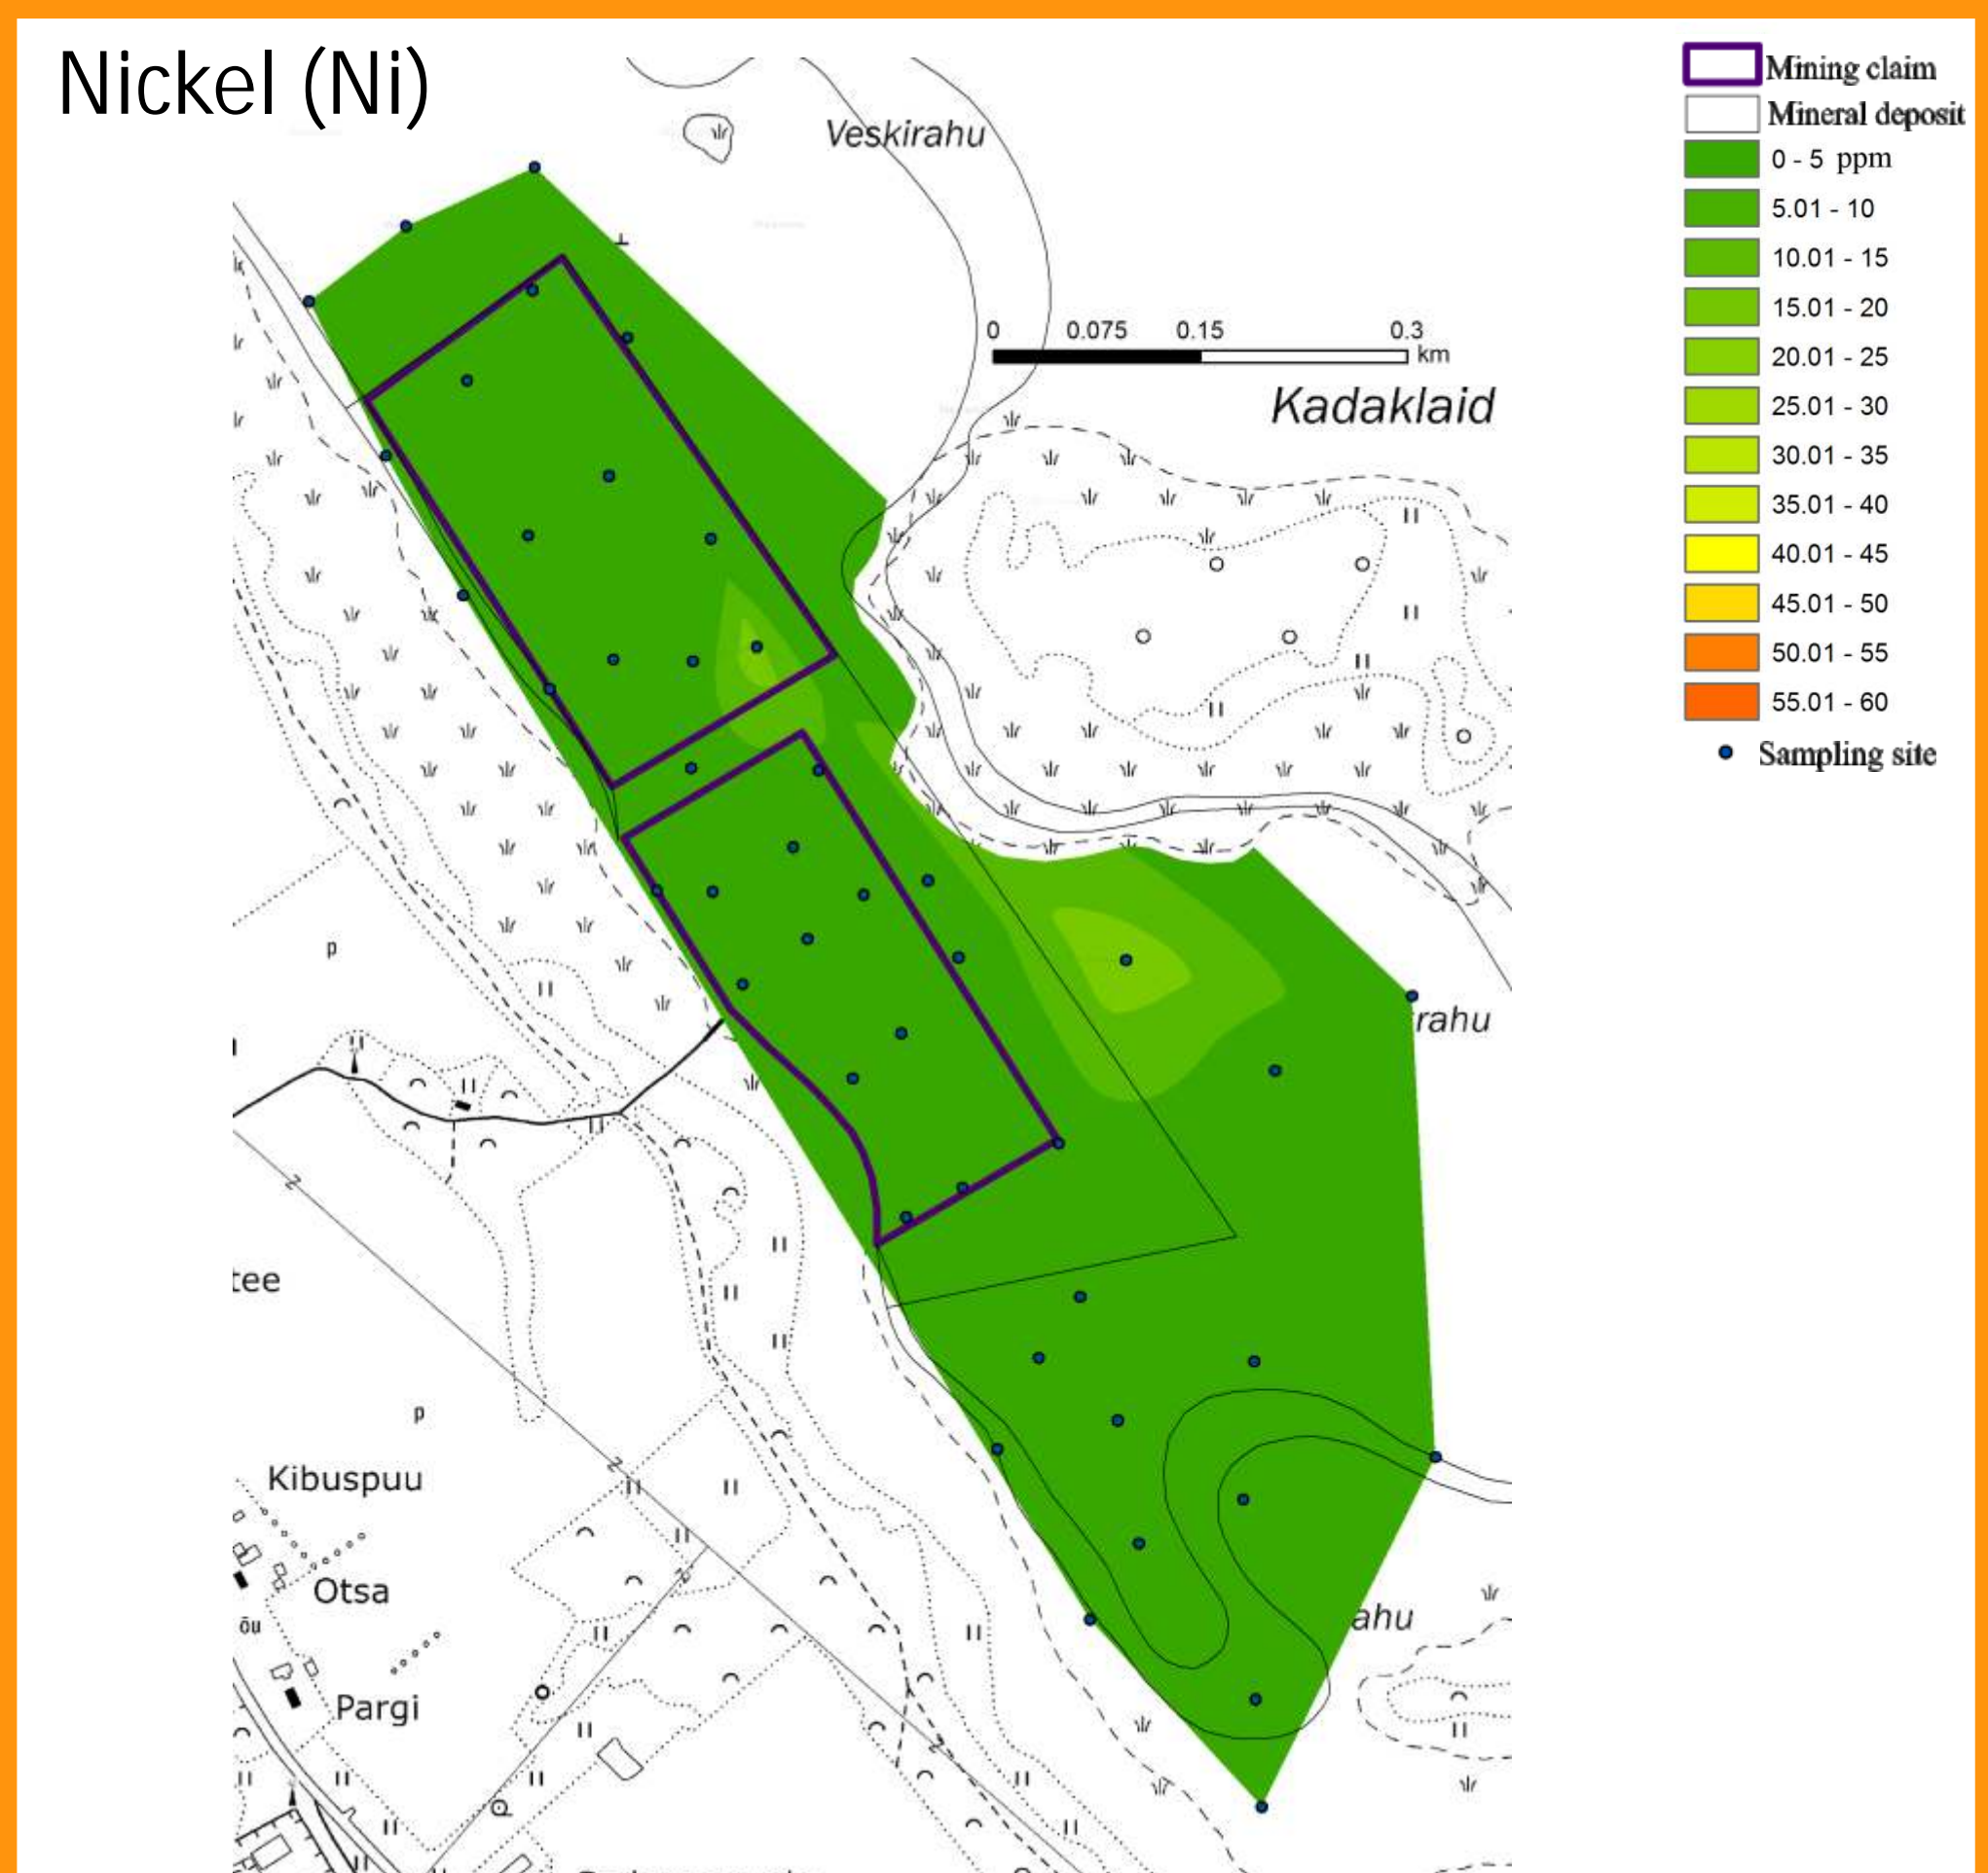 Nickel (Ni)
Mining claim
Mineral deposit
0 - 5 ppm
5.01 - 10
10.01 - 15
15.01 - 20
20.01 - 25
25.01 - 30
30.01 - 35
35.01 - 40
40.01 - 45
45.01 - 50
50.01 - 55
55.01 - 60
Sampling site
Veskirahu
0 0.075 0.15 0.3
km
Kadaklaid
p
rahu
tee
p
Kibuspuu
Otsa
õu
ahu
Pargi